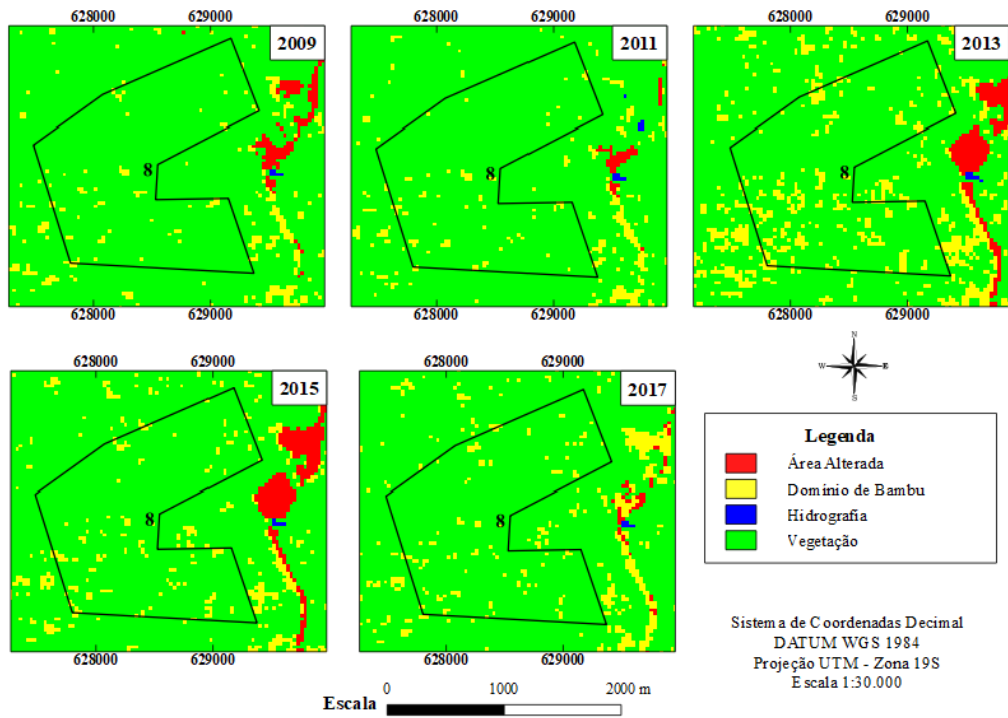 628000 629000
628000 629000
628000 629000
2009
2011
2013
8
8
8
628000 629000
628000 629000
628000 629000
628000 629000
628000 629000
2015
2017
8
8
628000 629000
628000 629000
N
W E
S
Legenda
Área Alterada
Domínio de Bambu
Hidrografia
Vegetação
Sistema de Coordenadas Decimal
DATUM WGS 1984
Projeção UTM - Zona 19S
Escala 1:30.000
Escala 0 1000 2000 m